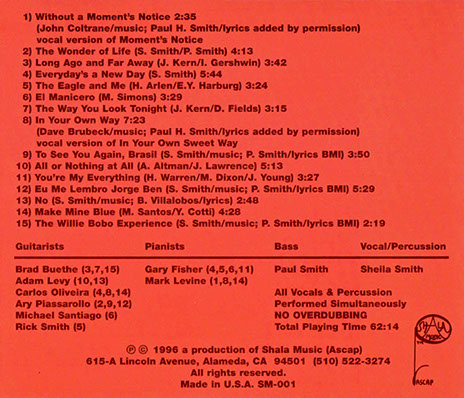 1) Without a Moment's Notice 2:35
(John Coltrane/music; Paul H. Smith/lyrics added by permission)
vocal version of Moment's Notice
2) The Wonder of Life (S. Smith/P. Smith) 4:13
3) Long Ago and Far Away (J. Kern/I. Gershwin) 3:42
4) Everyday's a New Day (S. Smith) 5:44
5) The Eagle and Me (H. Arlen/E.Y. Harburg) 3:24
6) El Manicero (M. Simons) 3:29
7) The Way You Look Tonight (J. Kern/D. Fields) 3:15
8) In Your Own Way 7:23
(Dave Brubeck/music; Paul H. Smith/lyrics added by permission)
vocal version of In Your Own Sweet Way
9) To See You Again, Brasil (S. Smith/music; P. Smith/lyrics BMI) 3:50
10) All or Nothing at All (A. Altman/J. Lawrence) 5:13
11) You're My Everything (H. Warren/M. Dixon/J. Young) 3:27
12) Eu Me Lembro Jorge Ben (S. Smith/music; P. Smith/lyrics BMI) 5:29
13) No (S. Smith/music; B. Villalobos/lyrics) 2:48
14) Make Mine Blue (M. Santos/Y. Cotti) 4:28
15) The Willie Bobo Experience (S. Smith/music; P. Smith/lyrics BMI) 2:19
Guitarists Pianists Bass Vocal/Percussion
Brad Buethe (3,7,15) Gary Fisher (4,5,6,11) Paul Smith Sheila Smith
Adam Levy (10,13) Mark Levine (1,8,14)
Carlos Oliveira (4,8,14) All Vocals & Percussion
Ary Piassarollo (2,9,12) Performed Simultaneously
Michael Santiago (6) NO OVERDUBBING
Rick Smith (5) Total Playing Time 62:14
SHALA
MUSIC
ASCAP
℗ © 1996 a production of Shala Music (Ascap)
615-A Lincoln Avenue, Alameda, CA 94501 (510) 522-3274
All rights reserved.
Made in U.S.A. SM-001